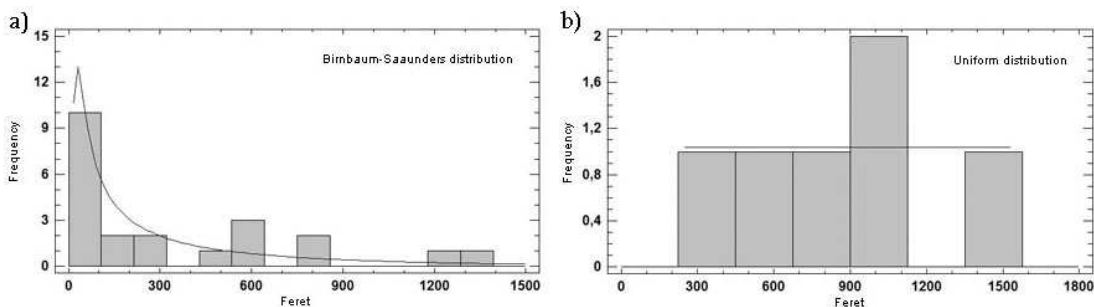 a)
Birnbaum-Saaunders distribution
Frequency
15
12
9
6
3
0
0 300 600 900 1200 1500
Feret
b)
Uniform distribution
Frequency
2
1,6
1,2
0,8
0,4
0
0 300 600 900 1200 1500 1800
Feret